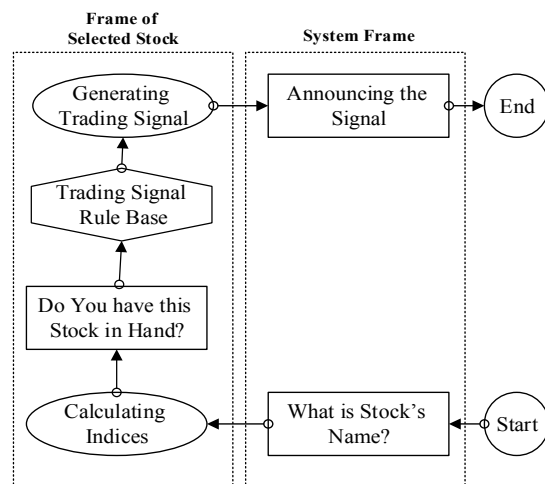 Frame of
Selected Stock
System Frame
Generating
Trading Signal
Announcing the
Signal
End
Trading Signal
Rule Base
Do You have this
Stock in Hand?
Calculating
Indices
What is Stock's
Name?
Start